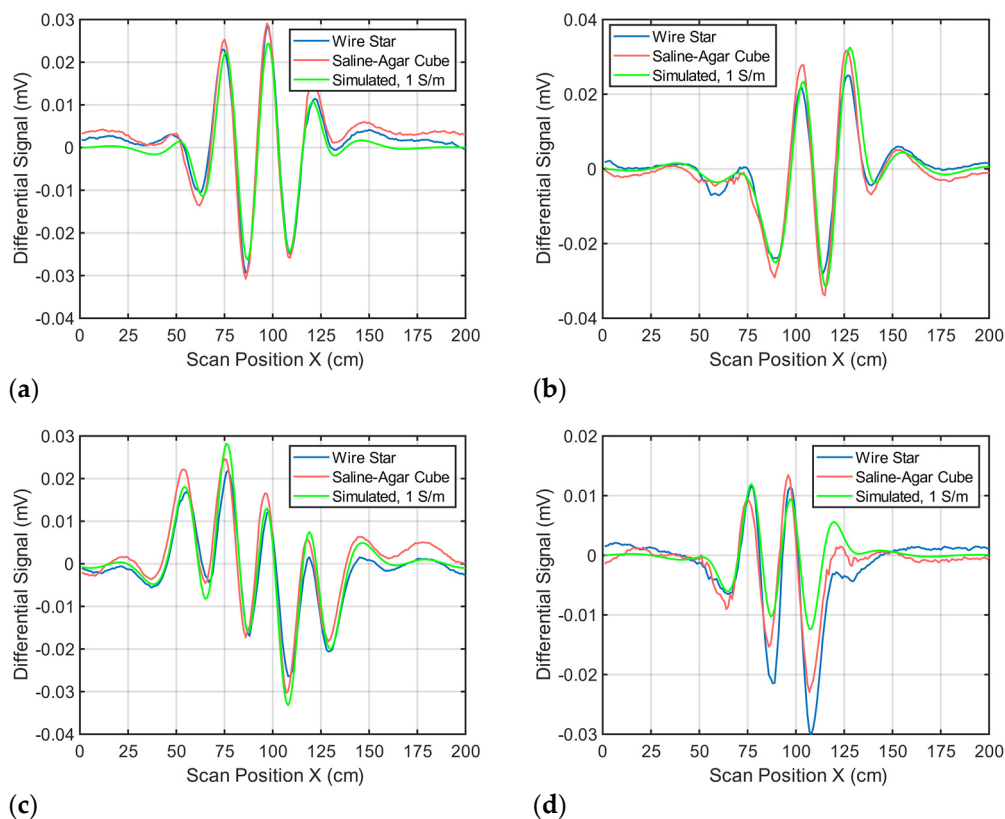 0.03
0.02
0.01
0
-0.01
-0.02
-0.03
-0.04
Differential Signal (mV)
Wire Star
Saline-Agar Cube
Simulated, 1 S/m
0 25 50 75 100 125 150 175 200
Scan Position X (cm)
(a)
0.04
0.02
0
-0.02
-0.04
Differential Signal (mV)
Wire Star
Saline-Agar Cube
Simulated, 1 S/m
0 25 50 75 100 125 150 175 200
Scan Position X (cm)
(b)
0.03
0.02
0.01
0
-0.01
-0.02
-0.03
-0.04
Differential Signal (mV)
Wire Star
Saline-Agar Cube
Simulated, 1 S/m
0 25 50 75 100 125 150 175 200
Scan Position X (cm)
(c)
0.02
0.01
0
-0.01
-0.02
-0.03
Differential Signal (mV)
Wire Star
Saline-Agar Cube
Simulated, 1 S/m
0 25 50 75 100 125 150 175 200
Scan Position X (cm)
(d)